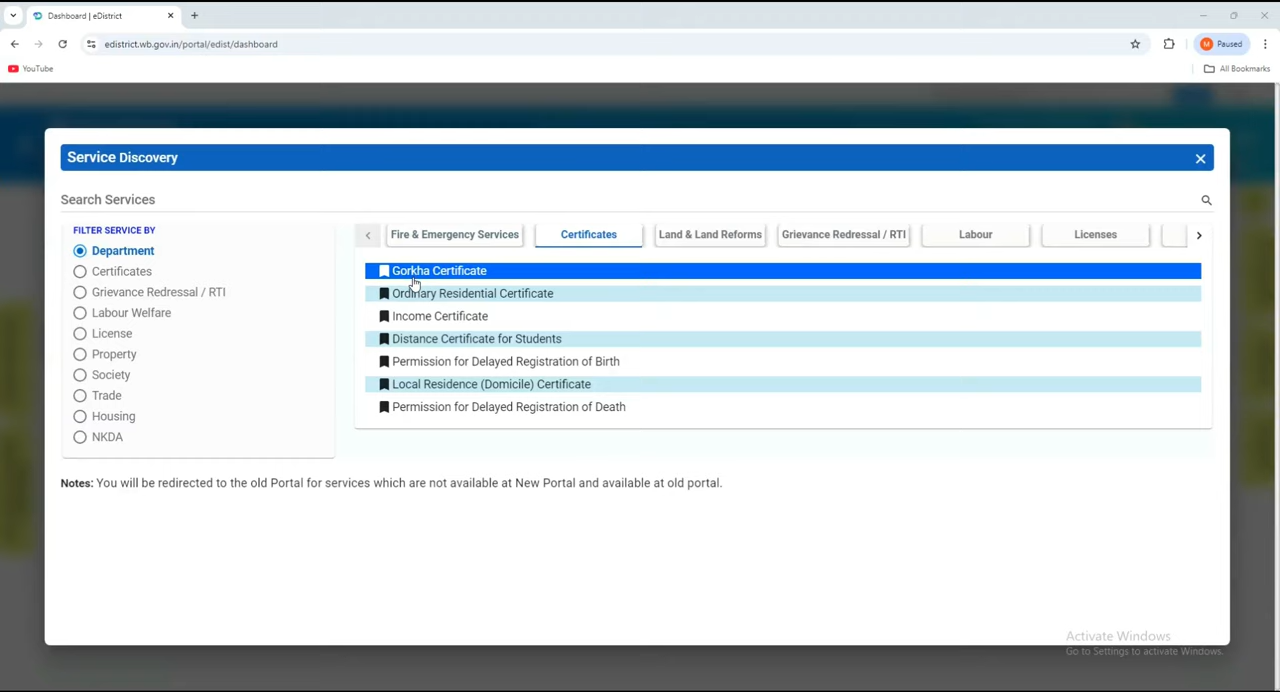 Dashboard | eDistrict
edistrict.wb.gov.in/portal/edist/dashboard
M Paused
YouTube
All Bookmarks
Service Discovery
Search Services
FILTER SERVICE BY
Department
Certificates
Grievance Redressal / RTI
Labour Welfare
License
Property
Society
Trade
Housing
NKDA
Fire & Emergency Services
Certificates
Land & Land Reforms
Grievance Redressal / RTI
Labour
Licenses
Gorkha Certificate
Ordinary Residential Certificate
Income Certificate
Distance Certificate for Students
Permission for Delayed Registration of Birth
Local Residence (Domicile) Certificate
Permission for Delayed Registration of Death
Notes: You will be redirected to the old Portal for services which are not available at New Portal and available at old portal.
Activate Windows
Go to Settings to activate Windows.